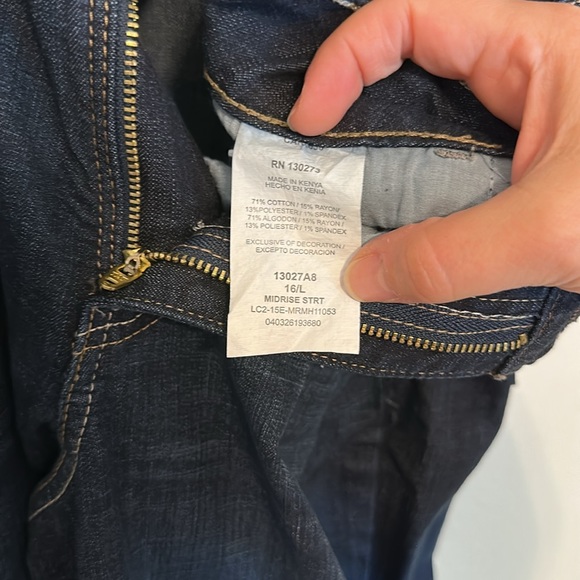 RN 130273
MADE IN KENYA
HECHO EN KENIA
71% COTTON / 15% RAYON/
13%POLYESTER / 1% SPANDEX
71% ALGODON / 15% RAYON /
13% POLIESTER / 1% SPANDEX
EXCLUSIVE OF DECORATION /
EXCEPTO DECORACION
13027A8
16/L
MIDRISE STRT
LC2-15E-MRMH11053
040326193680